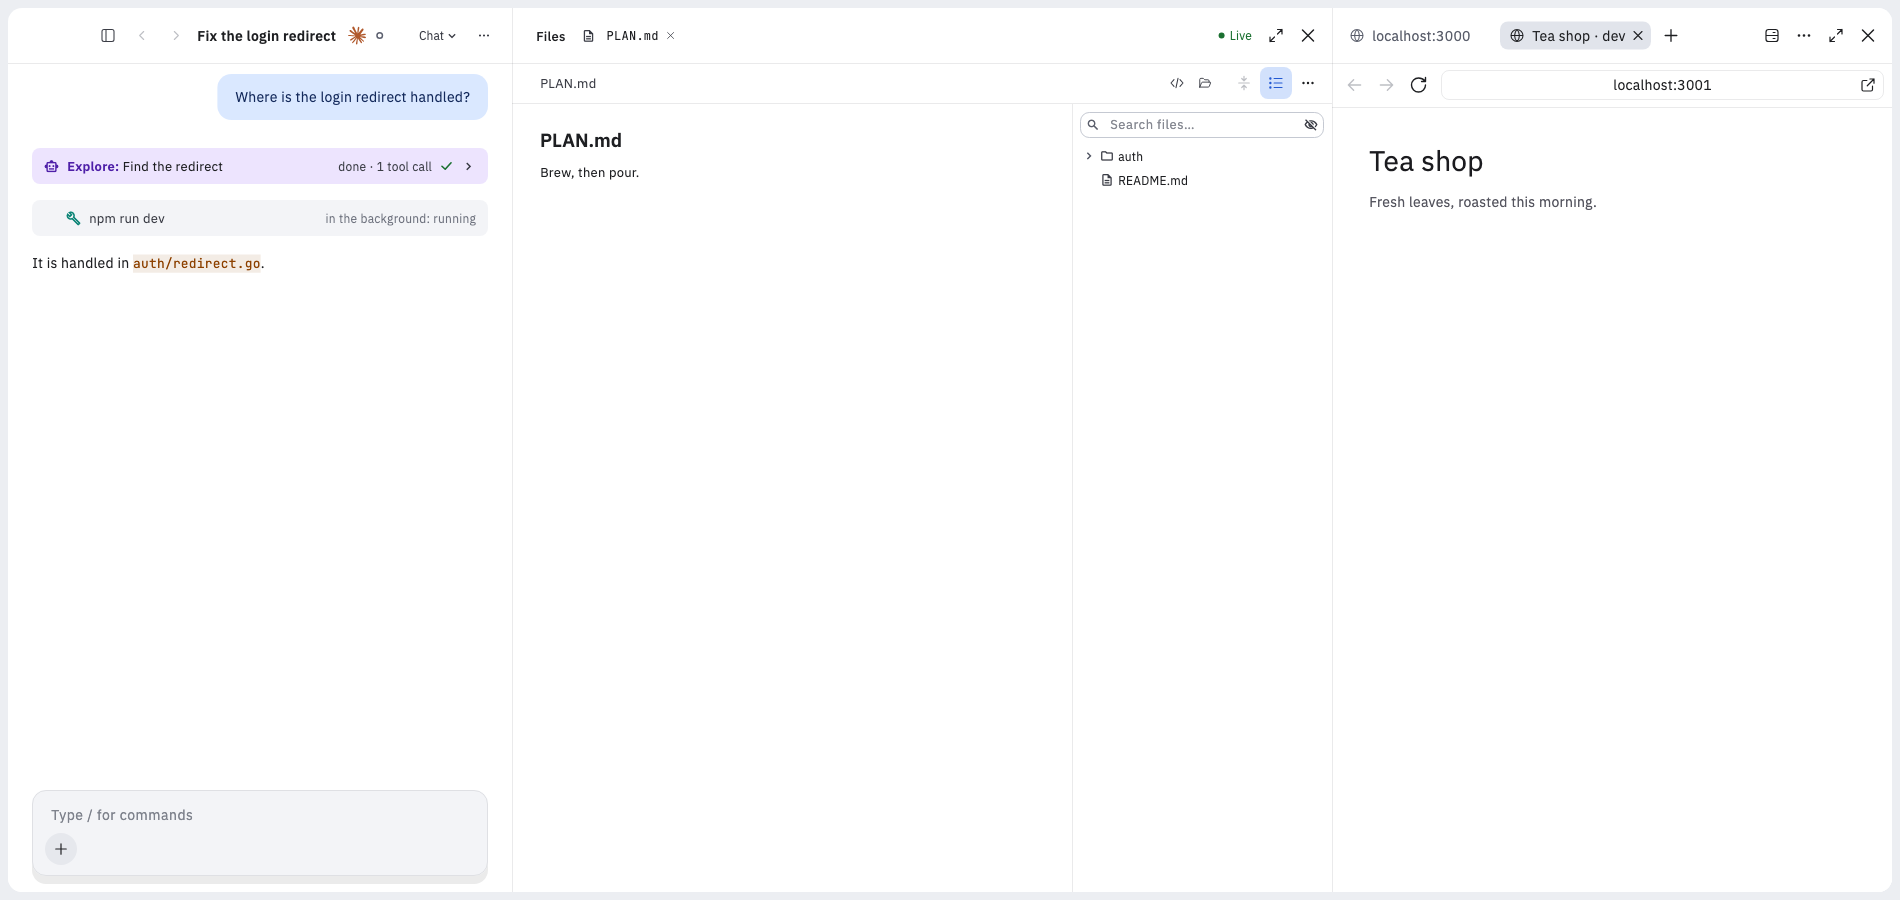 Fix the login redirect
Chat
Where is the login redirect handled?
Explore: Find the redirect
done · 1 tool call
npm run dev
in the background: running
It is handled in auth/redirect.go.
Type / for commands
Files
PLAN.md
Live
PLAN.md
PLAN.md
Brew, then pour.
Search files...
auth
README.md
localhost:3000
Tea shop · dev
localhost:3001
Tea shop
Fresh leaves, roasted this morning.